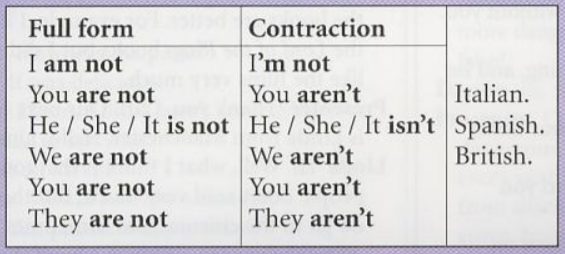 Full form Contraction
I am not I'm not
You are not You aren't Italian.
He / She / It is not He / She / It isn't Spanish.
We are not We aren't British.
You are not You aren't
They are not They aren't